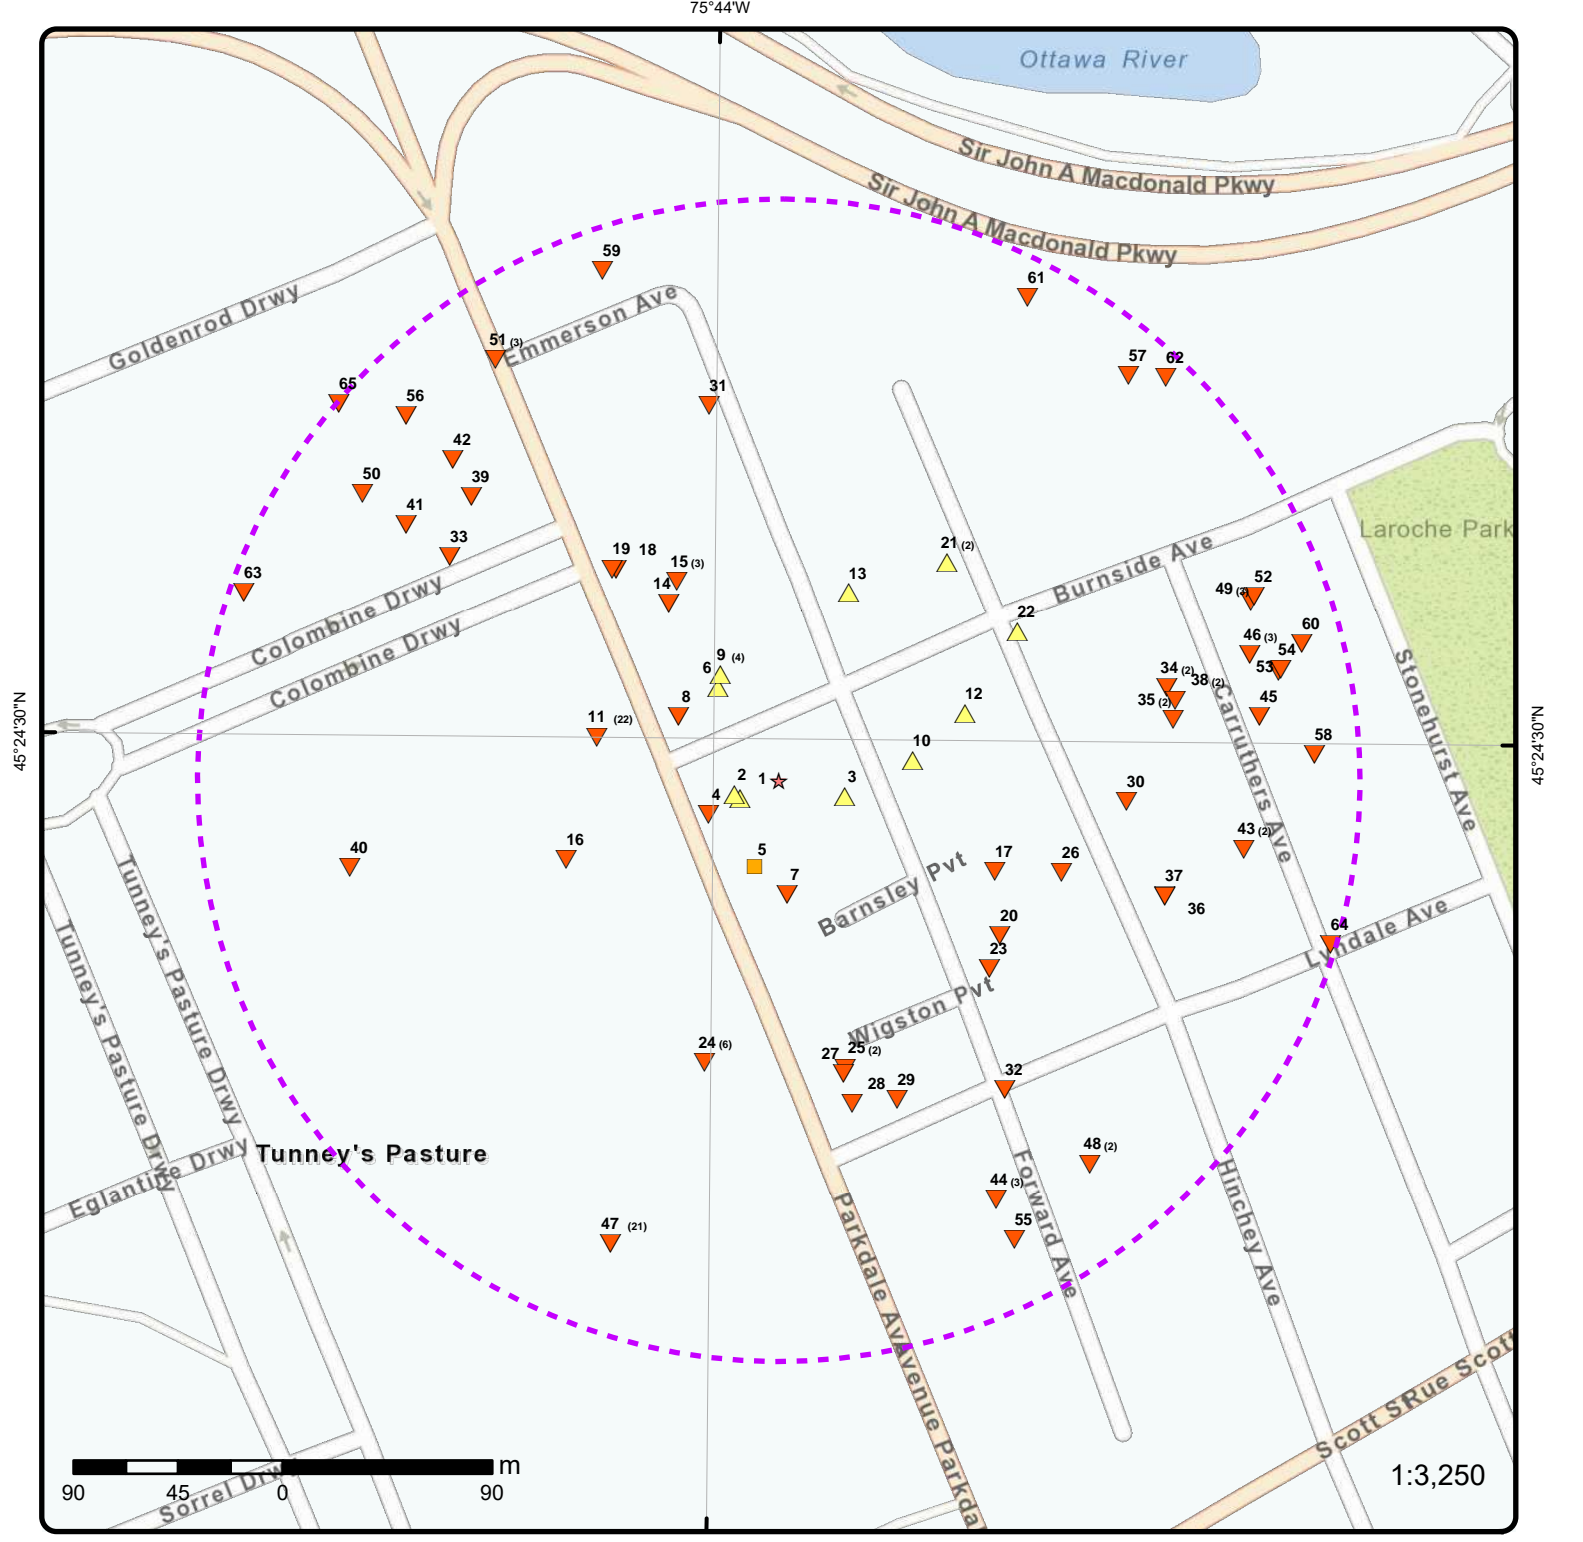 75°44'W
Ottawa River
Sir John A Macdonald Pkwy
Sir John A Macdonald Pkwy
59
61
Goldenrod Drwy
Emmerson Ave
51 (3)
57
62
65
56
31
42
50
39
41
33
Laroche Park
21 (2)
Burnside Ave
19
18
15 (3)
14
13
63
52
49 (3)
Colombine Drwy
22
60
46 (3)
54
53
Colombine Drwy
9 (4)
6
34 (2)
38 (2)
35 (2)
8
12
45
11 (22)
Carruthers Ave
Stonehurst Ave
45°24'30"N
45°24'30"N
10
58
2
1
3
4
30
43 (2)
40
16
5
7
17
26
37
36
Barnsley Pvt
20
23
64
Lyndale Ave
Tunney's Pasture Drwy
Tunney's Pasture Drwy
Wigston Pvt
24 (6)
27
25 (2)
28
29
32
Tunney's Pasture
Eglantine Drwy
48 (2)
44 (3)
55
Forward Ave
Hinchey Ave
47 (21)
Parkdale Av
Avenue Parkda
Scott St
Rue Scott
Sorrel Drwy
m
90
45
0
90
1:3,250